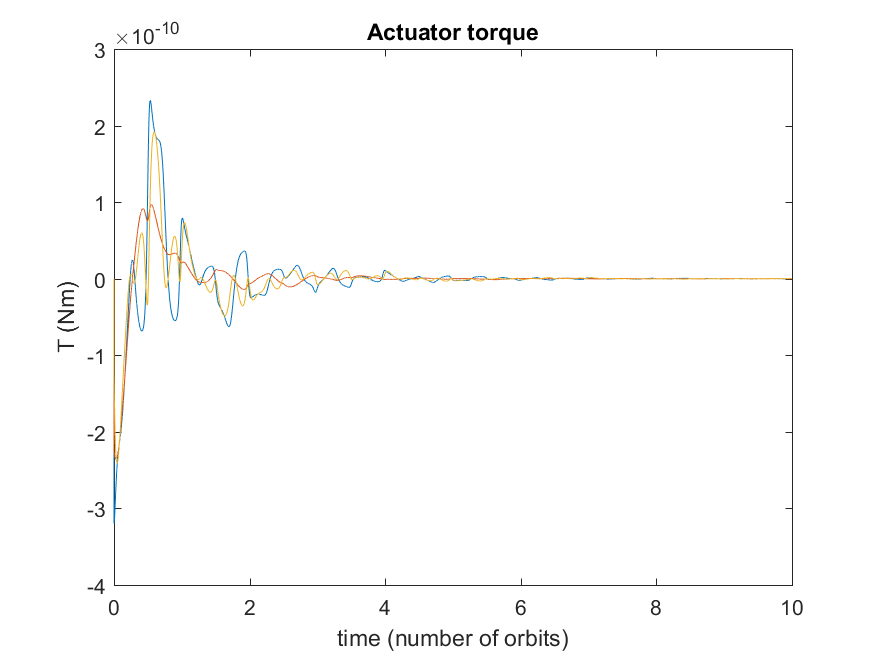 Actuator torque
×10⁻¹⁰
3
2
1
0
-1
-2
-3
-4
T (Nm)
0 2 4 6 8 10
time (number of orbits)